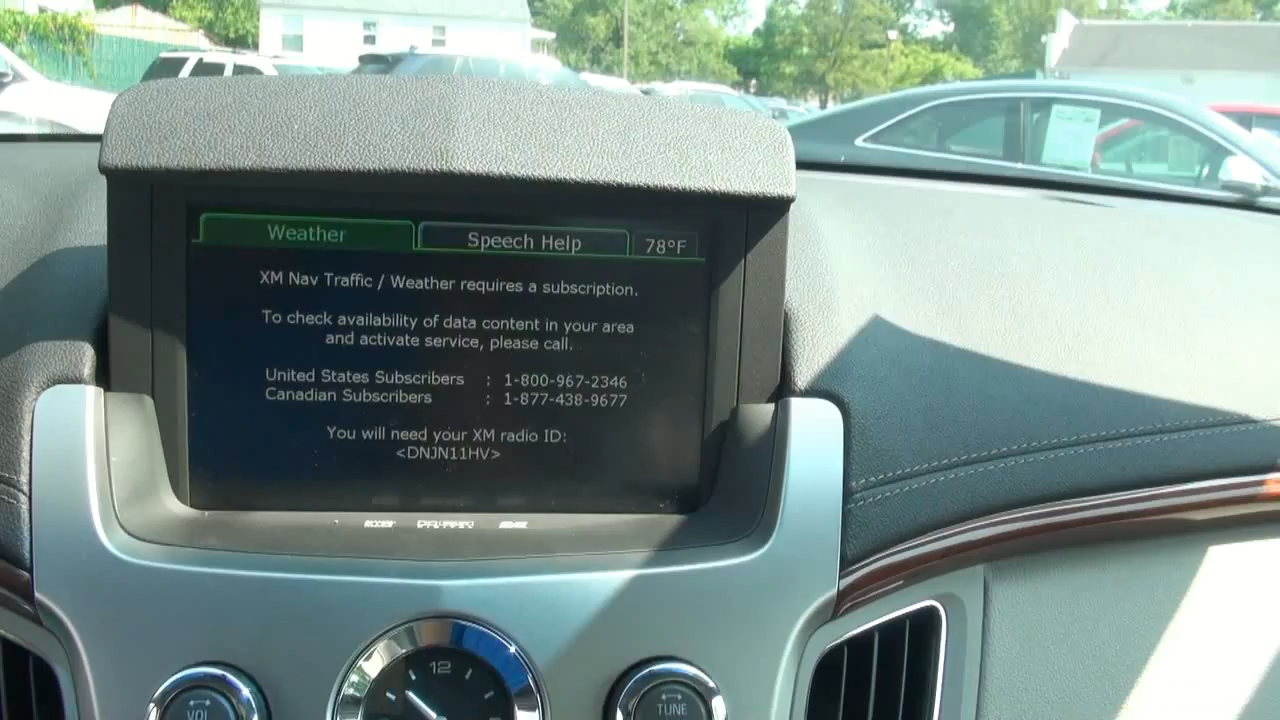 Weather Speech Help 78°F
XM Nav Traffic / Weather requires a subscription.
To check availability of data content in your area
and activate service, please call.
United States Subscribers : 1-800-967-2346
Canadian Subscribers : 1-877-438-9677
You will need your XM radio ID:
<DNJN11HV>
12
VOL
TUNE